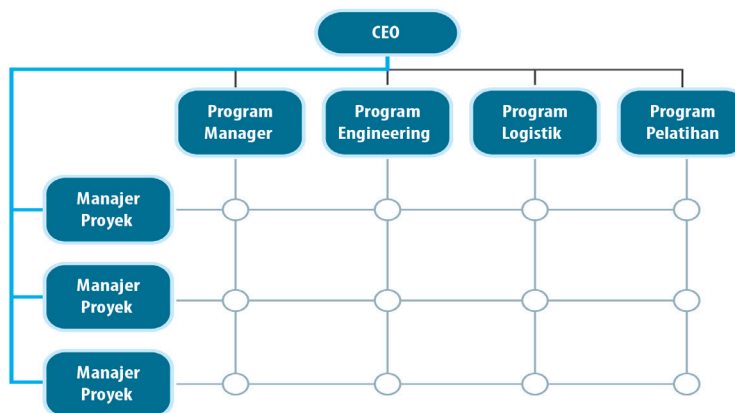 CEO
Program
Manager
Program
Engineering
Program
Logistik
Program
Pelatihan
Manajer
Proyek
Manajer
Proyek
Manajer
Proyek